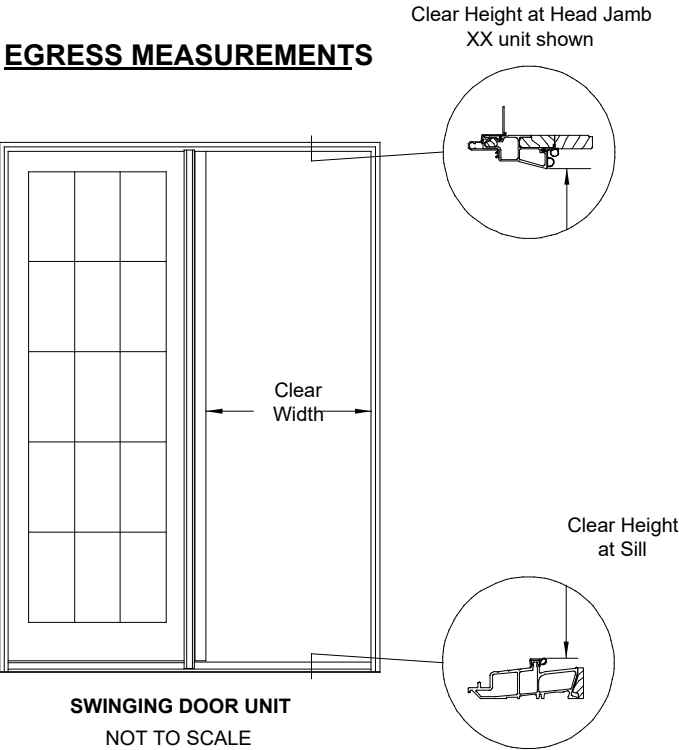 Clear Height at Head Jamb
XX unit shown
EGRESS MEASUREMENTS
Clear
Width
Clear Height
at Sill
SWINGING DOOR UNIT
NOT TO SCALE